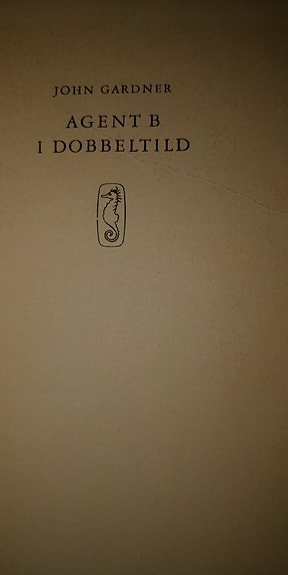 JOHN GARDNER
AGENT B
I DOBBELTILD